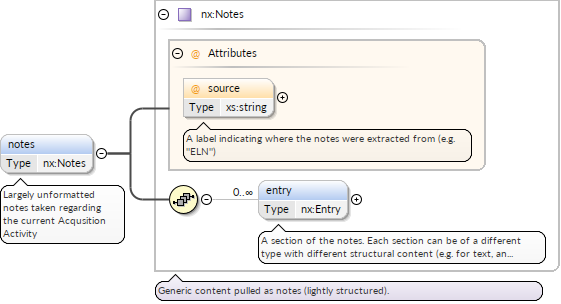 nx:Notes
@ Attributes
@ source
Type xs:string
A label indicating where the notes were extracted from (e.g.
"ELN")
notes
Type nx:Notes
Largely unformatted
notes taken regarding
the current Acqusition
Activity
0..∞
entry
Type nx:Entry
A section of the notes. Each section can be of a different
type with different structural content (e.g. for text, an...
Generic content pulled as notes (lightly structured).